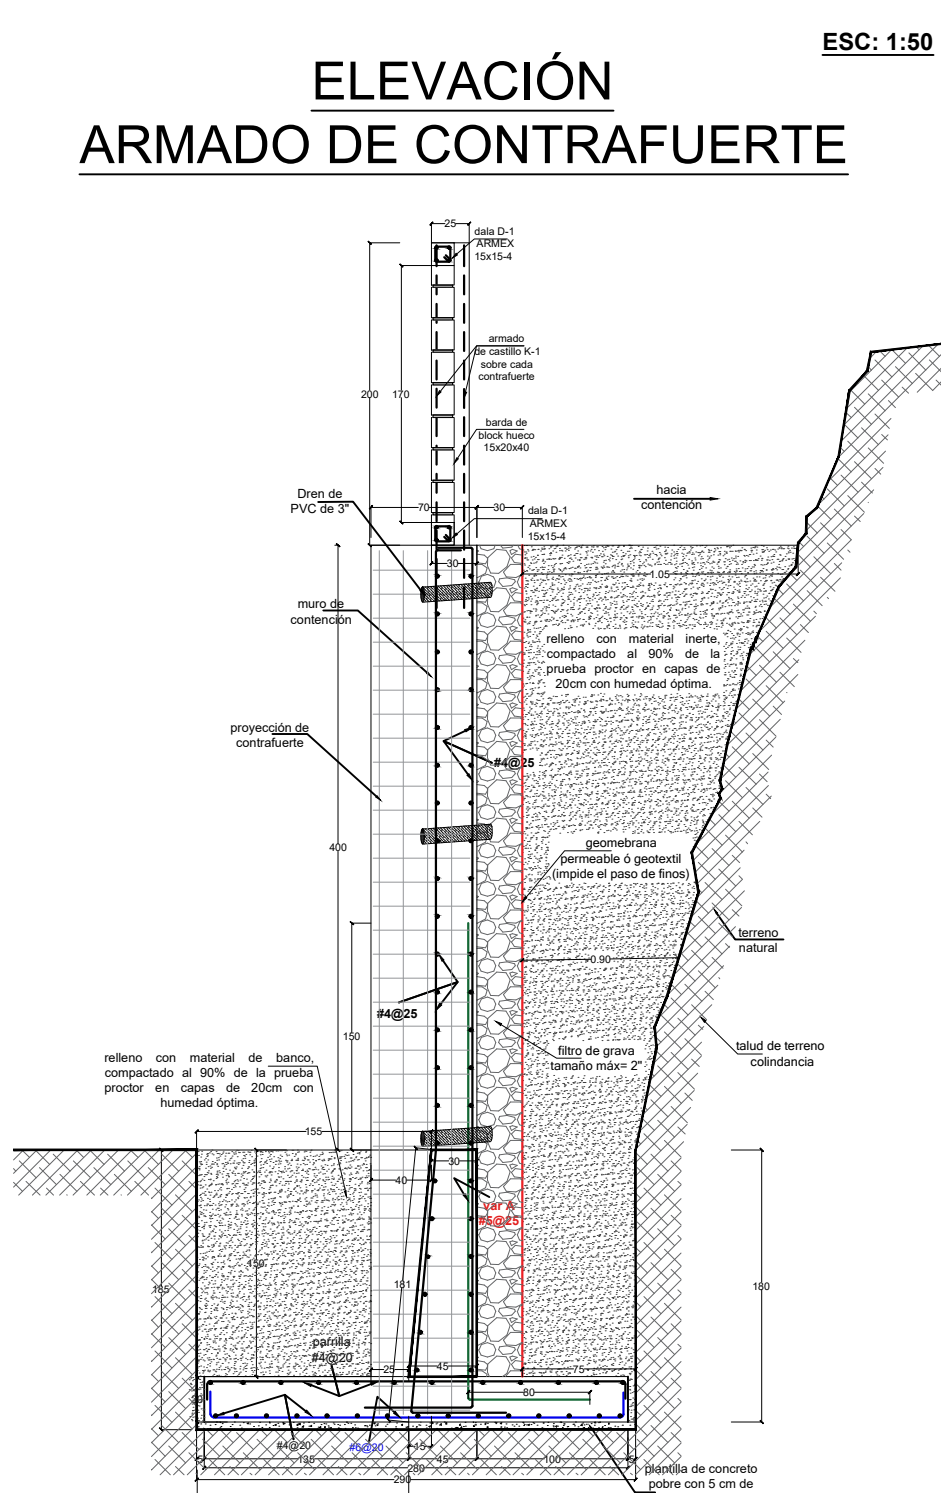 ESC: 1:50
ELEVACIÓN
ARMADO DE CONTRAFUERTE
25
dala D-1
ARMEX
15x15-4
armado
de castillo K-1
sobre cada
contrafuerte
200
170
barda de
block hueco
15x20x40
Dren de
PVC de 3"
70
30
dala D-1
ARMEX
15x15-4
hacia
contención
30
1.05
muro de
contención
relleno con material inerte,
compactado al 90% de la
prueba proctor en capas de
20cm con humedad óptima.
proyección de
contrafuerte
#4@25
400
geomebrana
permeable ó geotextil
(impide el paso de finos)
terreno
natural
0.90
#4@25
150
filtro de grava
tamaño máx= 2"
talud de terreno
colindancia
relleno con material de banco,
compactado al 90% de la prueba
proctor en capas de 20cm con
humedad óptima.
155
30
40
var A
#5@25
185
150
181
180
parrilla
#4@20
25
45
75
80
#4@20
#6@20
15
5
135
45
100
5
280
290
plantilla de concreto
pobre con 5 cm de